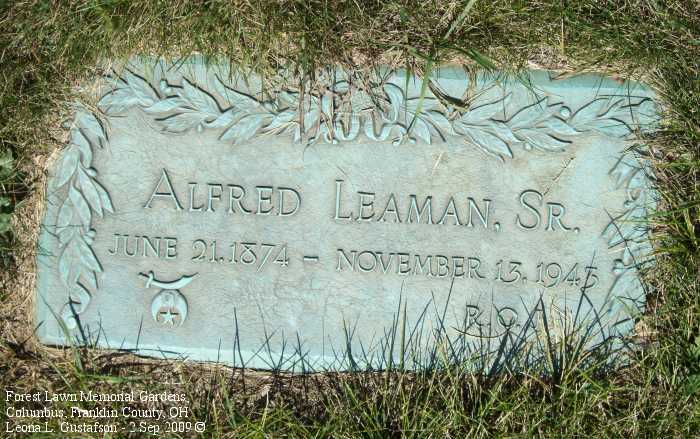 ALFRED LEAMAN, SR.
JUNE 21, 1874 - NOVEMBER 13, 1945
R.O.
Forest Lawn Memorial Gardens,
Columbus, Franklin County, OH
Leona L. Gustafson - 2 Sep 2009 ©